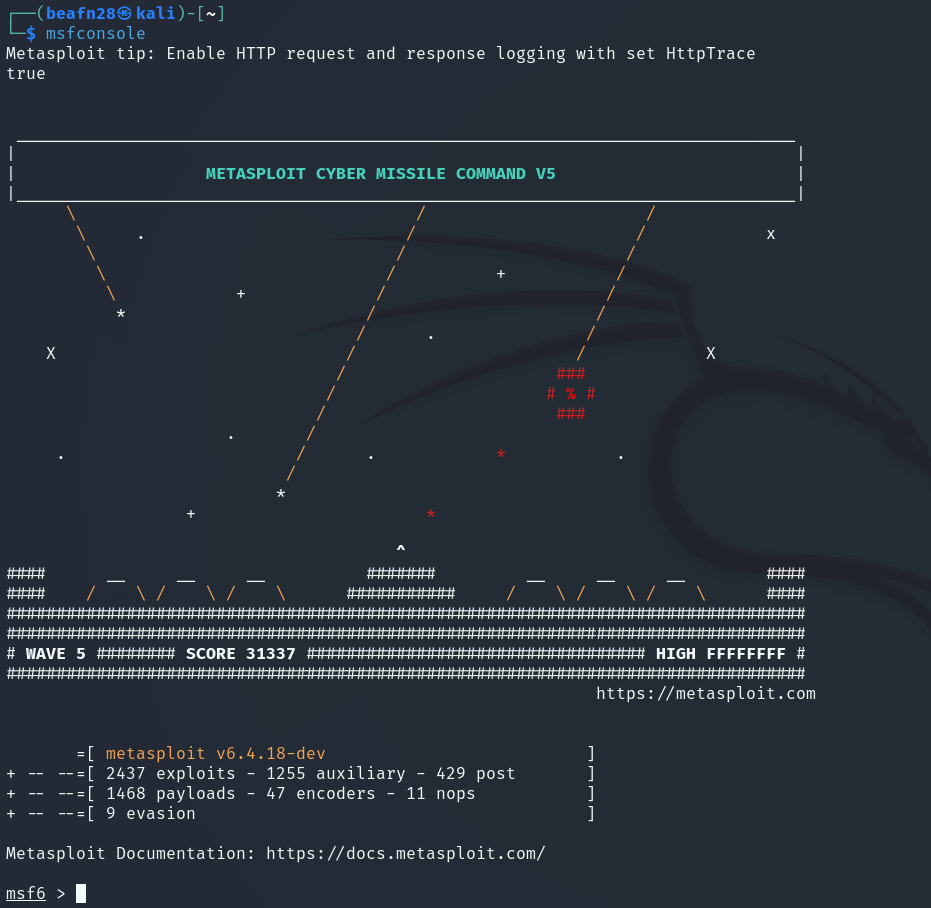 ┌──(beafn28㉿kali)-[~]
└─$ msfconsole
Metasploit tip: Enable HTTP request and response logging with set HttpTrace
true
METASPLOIT CYBER MISSILE COMMAND V5
# WAVE 5 ######## SCORE 31337 ################################## HIGH FFFFFFFF #
https://metasploit.com
=[ metasploit v6.4.18-dev ]
+ -- --=[ 2437 exploits - 1255 auxiliary - 429 post ]
+ -- --=[ 1468 payloads - 47 encoders - 11 nops ]
+ -- --=[ 9 evasion ]
Metasploit Documentation: https://docs.metasploit.com/
msf6 >